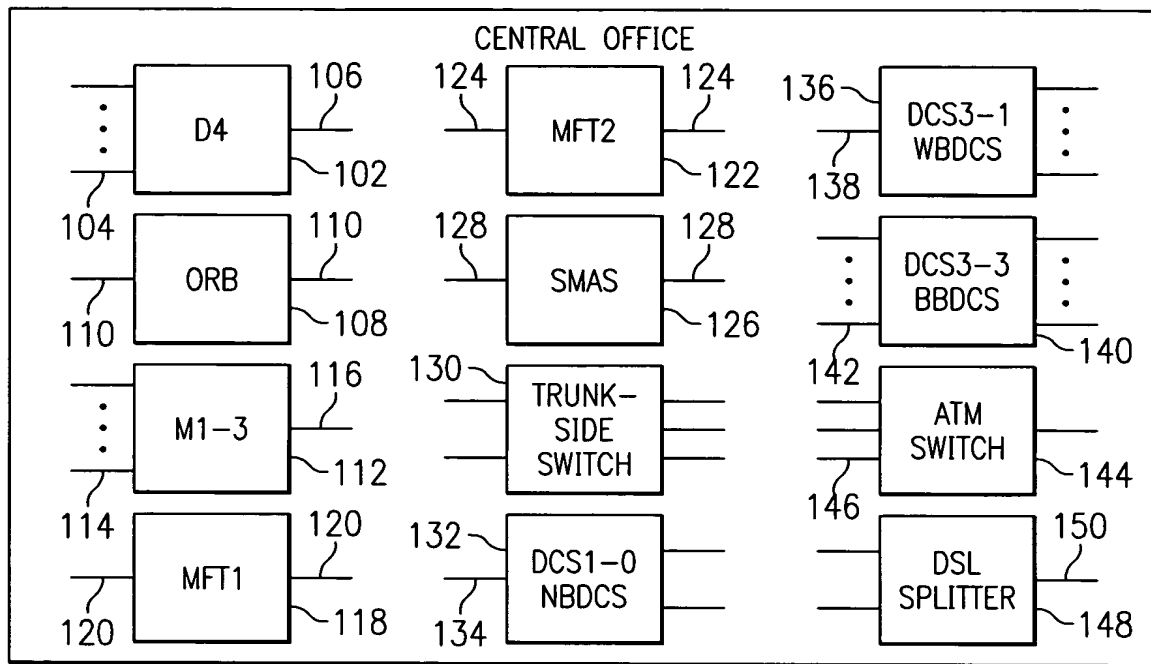 CENTRAL OFFICE
106
D4
102
104
124
124
MFT2
122
136
DCS3-1
WBDCS
138
110
ORB
108
110
128
128
SMAS
126
DCS3-3
BBDCS
142
140
116
M1-3
112
114
130
TRUNK-
SIDE
SWITCH
ATM
SWITCH
146
144
120
MFT1
118
120
132
DCS1-0
NBDCS
134
150
DSL
SPLITTER
148